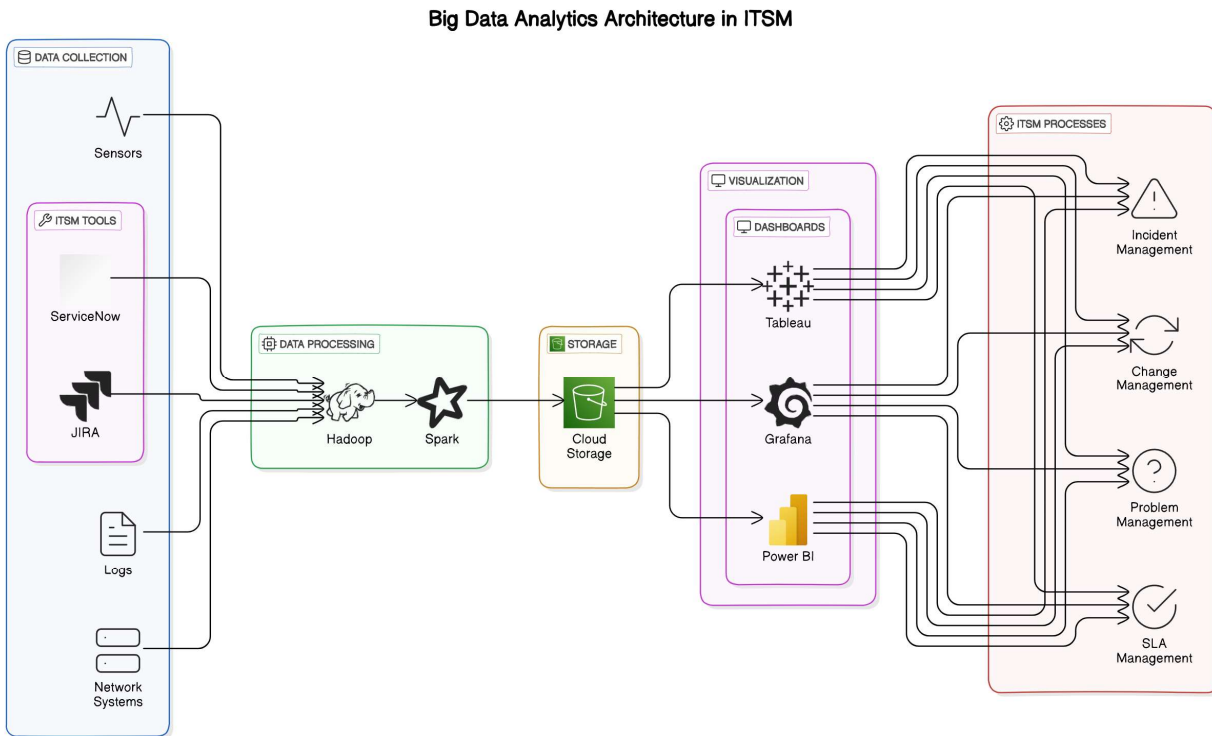 Big Data Analytics Architecture in ITSM
DATA COLLECTION
Sensors
ITSM TOOLS
ServiceNow
JIRA
Logs
Network
Systems
DATA PROCESSING
Hadoop
Spark
STORAGE
Cloud
Storage
VISUALIZATION
DASHBOARDS
Tableau
Grafana
Power BI
ITSM PROCESSES
Incident
Management
Change
Management
Problem
Management
SLA
Management